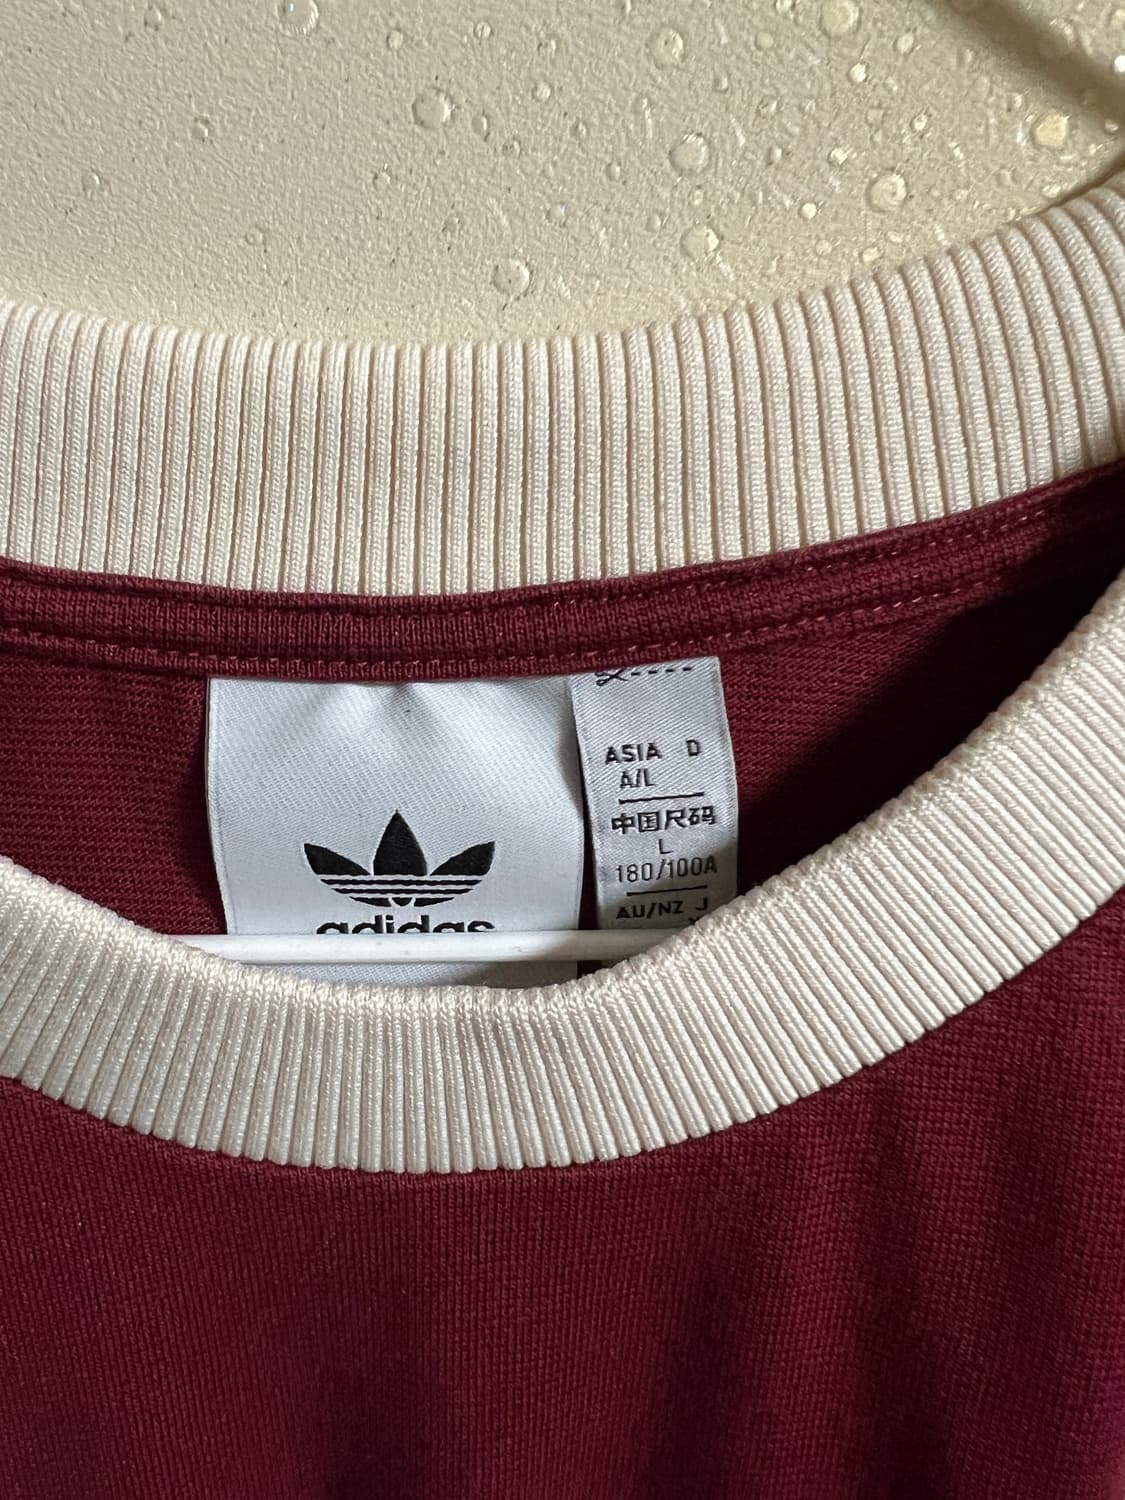 adidas
ASIA D
A/L
中国尺码
L
180/100A
AU/NZ J